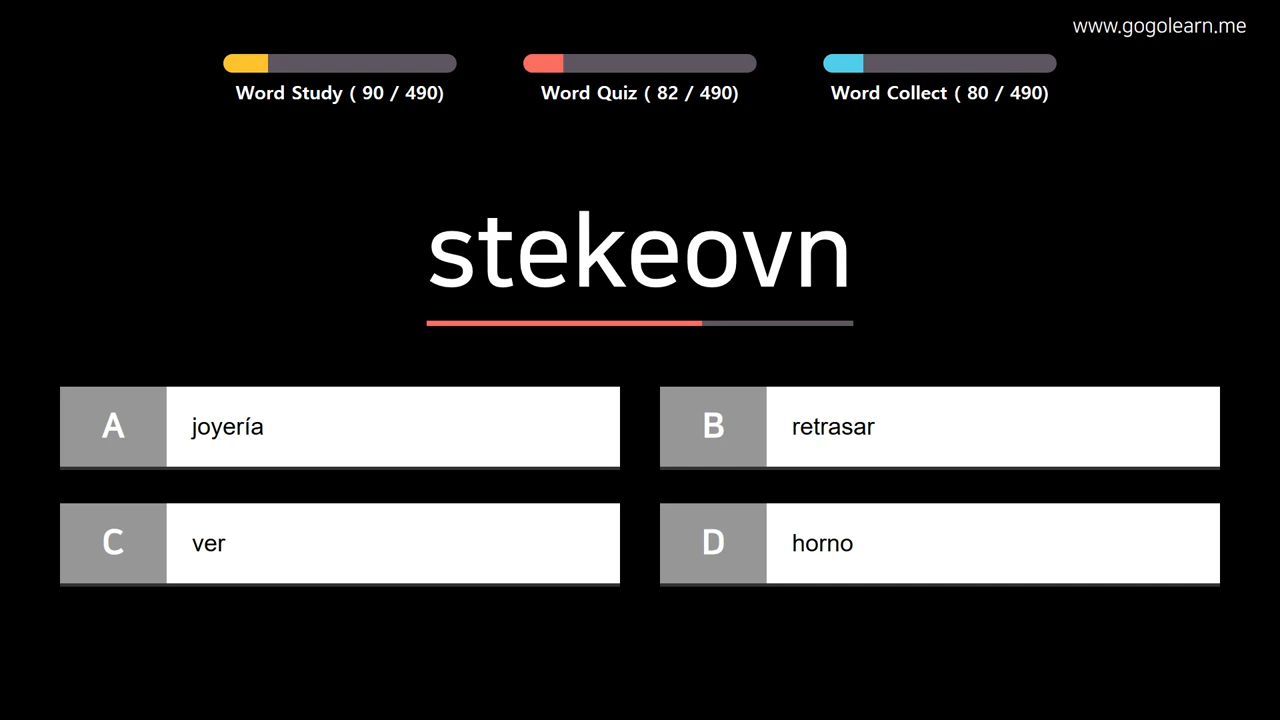 www.gogolearn.me
Word Study ( 90 / 490)
Word Quiz ( 82 / 490)
Word Collect ( 80 / 490)
stekeovn
A joyería
B retrasar
C ver
D horno